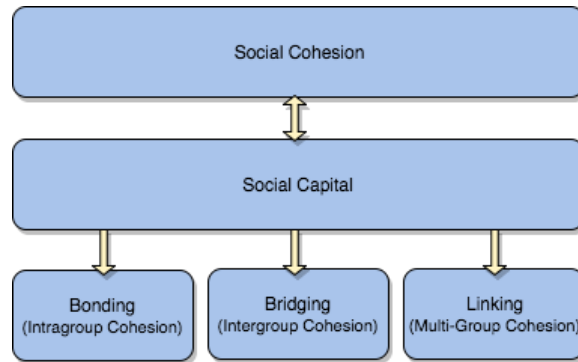 Social Cohesion
Social Capital
Bonding
(Intragroup Cohesion)
Bridging
(Intergroup Cohesion)
Linking
(Multi-Group Cohesion)